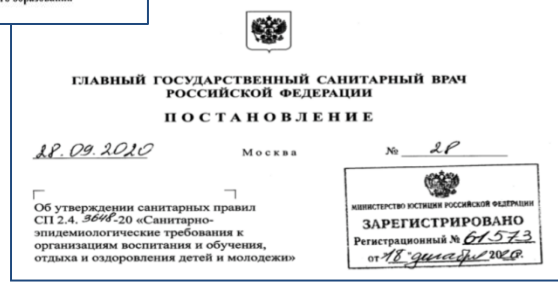 ГЛАВНЫЙ ГОСУДАРСТВЕННЫЙ САНИТАРНЫЙ ВРАЧ
РОССИЙСКОЙ ФЕДЕРАЦИИ
ПОСТАНОВЛЕНИЕ
28.09.2020 Москва № 28
Об утверждении санитарных правил
СП 2.4. 3648-20 «Санитарно-
эпидемиологические требования к
организациям воспитания и обучения,
отдыха и оздоровления детей и молодежи»
МИНИСТЕРСТВО ЮСТИЦИИ РОССИЙСКОЙ ФЕДЕРАЦИИ
ЗАРЕГИСТРИРОВАНО
Регистрационный № 61573
от "18" декабря 2020.